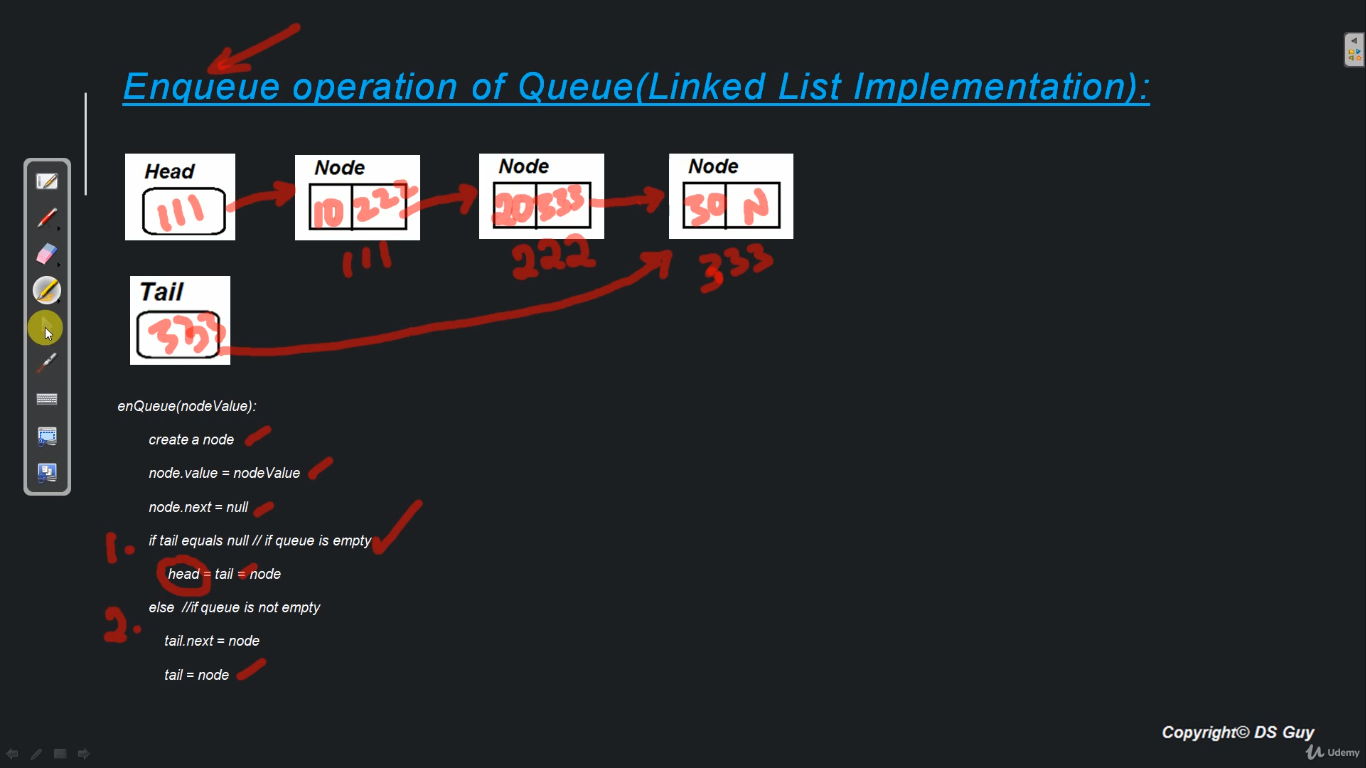 Enqueue operation of Queue(Linked List Implementation):
Head
Node
Node
Node
111
10 222
20 333
30 N
111
222
333
Tail
333
enQueue(nodeValue):
create a node
node.value = nodeValue
node.next = null
1. if tail equals null // if queue is empty
head = tail = node
2. else //if queue is not empty
tail.next = node
tail = node
Copyright© DS Guy
Udemy